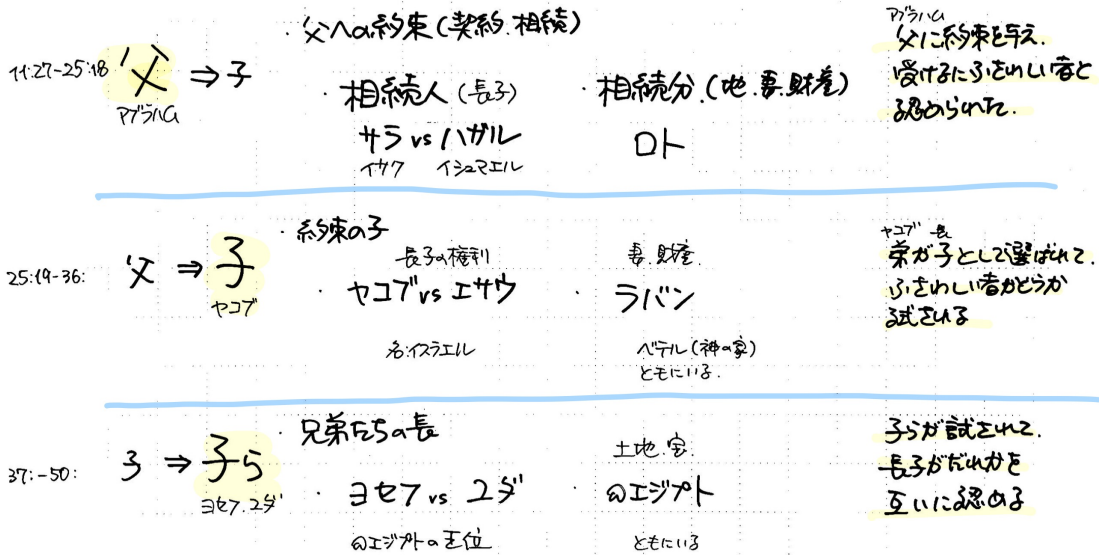 11:27-25:18
父 ⇒ 子
アブラハム
・父への約束(契約.相続)
・相続人(長子)
サラ vs ハガル
イサク イシュマエル
・相続分.(地.妻.財産)
ロト
アブラハム
父に約束を与え.
受けるにふさわしい者と
認められた.
25:19-36:
父 ⇒ 子
ヤコブ
・約束の子
長子の権利
・ヤコブ vs エサウ
名:イスラエル
妻.財産.
・ラバン
ベテル(神の家)
ともにいる.
ヤコブ
弟が子として選ばれて.
ふさわしい者かどうか
試される
37:-50:
⇒ 子ら
ヨセフ.ユダ
・兄弟たちの長
・ヨセフ vs ユダ
エジプトの王位
土地.
・エジプト
ともにいる
子らが試されて.
長子がだれかを
互いに認める